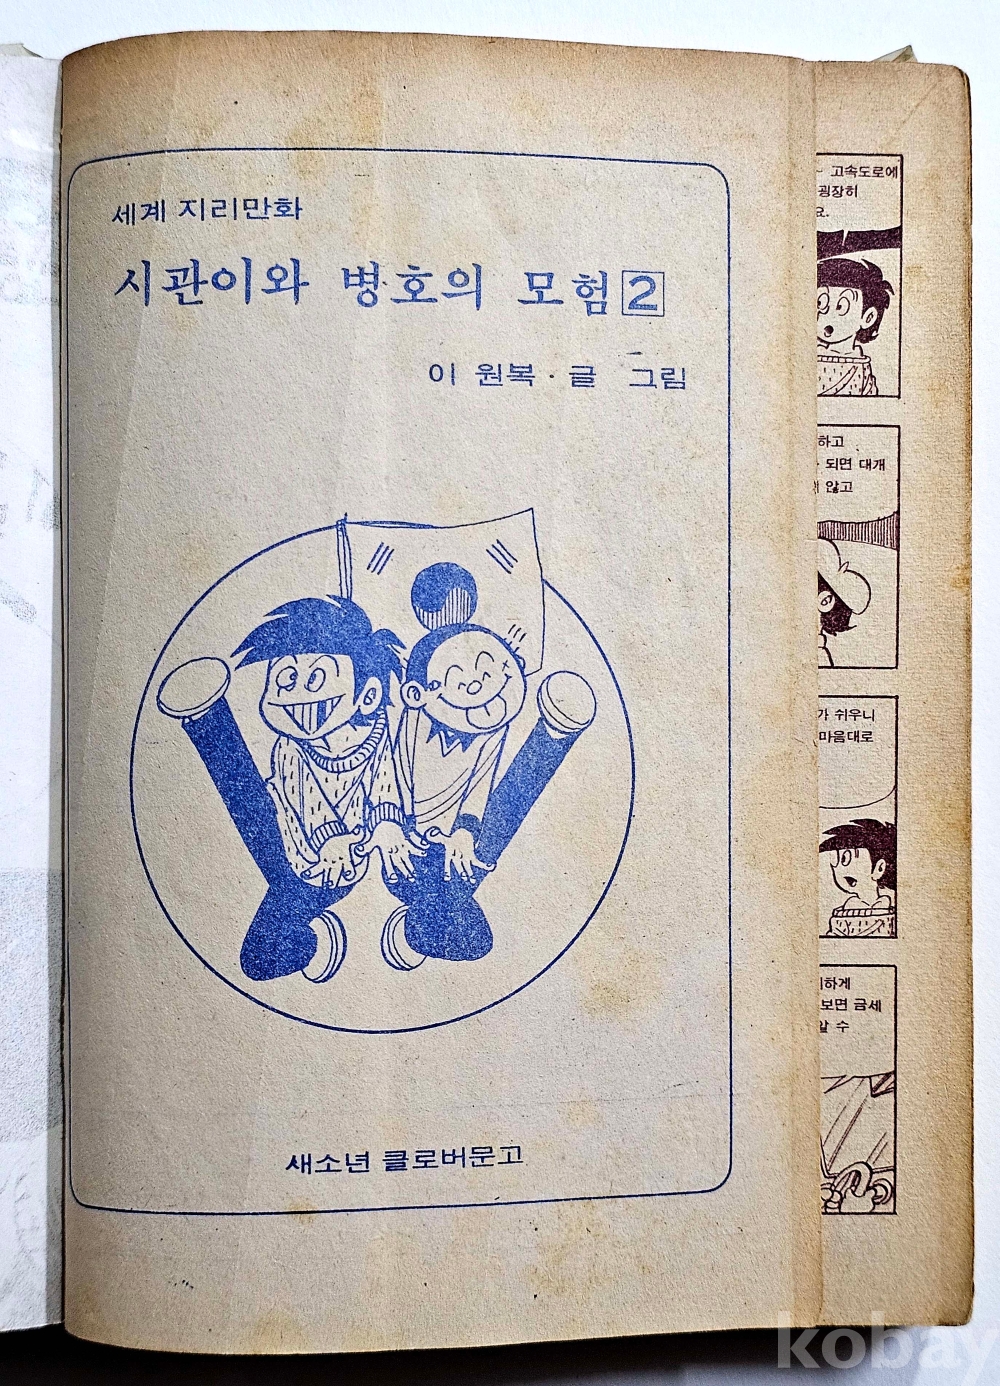 세계 지리만화
시관이와 병호의 모험 2
이 원복·글 그림
새소년 클로버문고
고속도로에
굉장히
요.
하고
되면 대개
않고
가 쉬우니
마음대로
하게
보면 금세
알 수
kobay